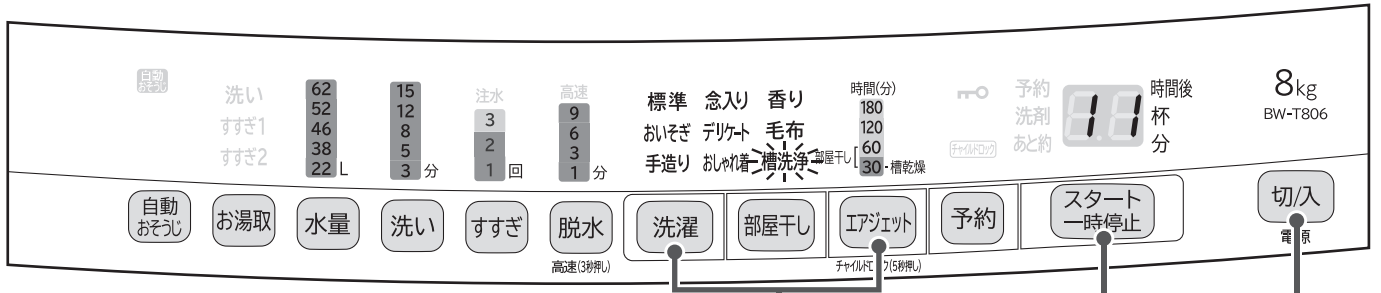 自動
おそうじ
洗い
すすぎ1
すすぎ2
62
52
46
38
22 L
15
12
8
5
3 分
注水
3
2
1 回
高速
9
6
3
1 分
標準 念入り 香り
おいそぎ デリケート 毛布
手造り おしゃれ着 槽洗浄
部屋干し
時間(分)
180
120
60
30 - 槽乾燥
チャイルドロック
予約
洗剤
あと約
11
時間後
杯
分
8kg
BW-T806
自動
おそうじ
お湯取
水量
洗い
すすぎ
脱水
高速(3秒押し)
洗濯
部屋干し
エアジェット
チャイルドロック(5秒押し)
予約
スタート
一時停止
切/入
電源